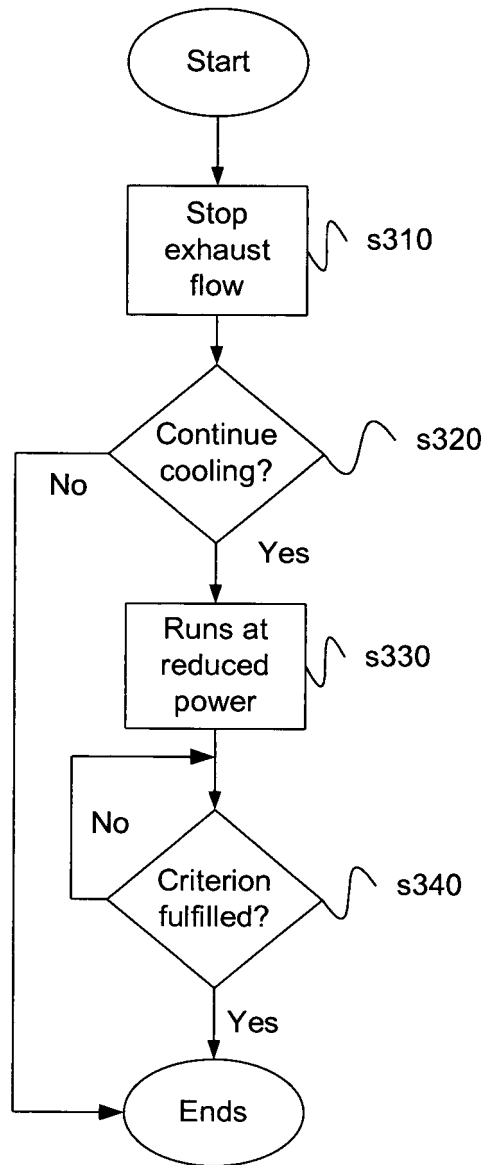 Start
Stop
exhaust
flow
s310
Continue
cooling?
s320
No
Yes
Runs at
reduced
power
s330
No
Criterion
fulfilled?
s340
Yes
Ends